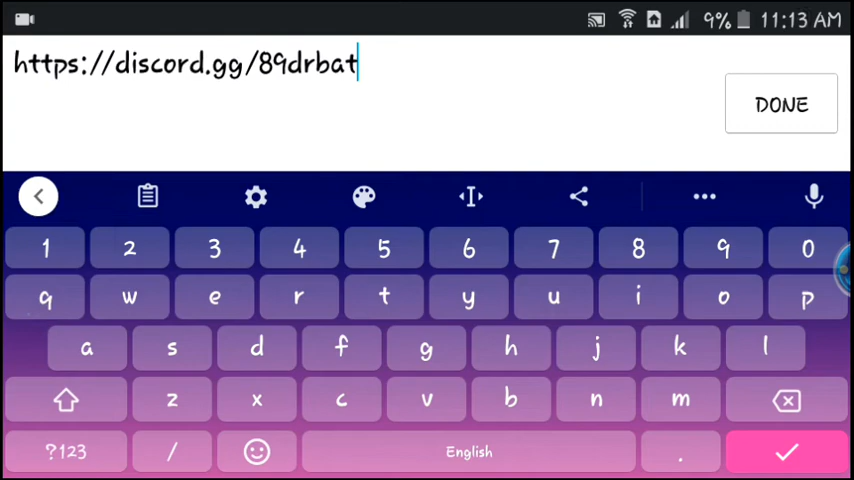 9% 11:13 AM
https://discord.gg/89drbat
DONE
1 2 3 4 5 6 7 8 9 0
q w e r t y u i o p
a s d f g h j k l
z x c v b n m
?123 / English .